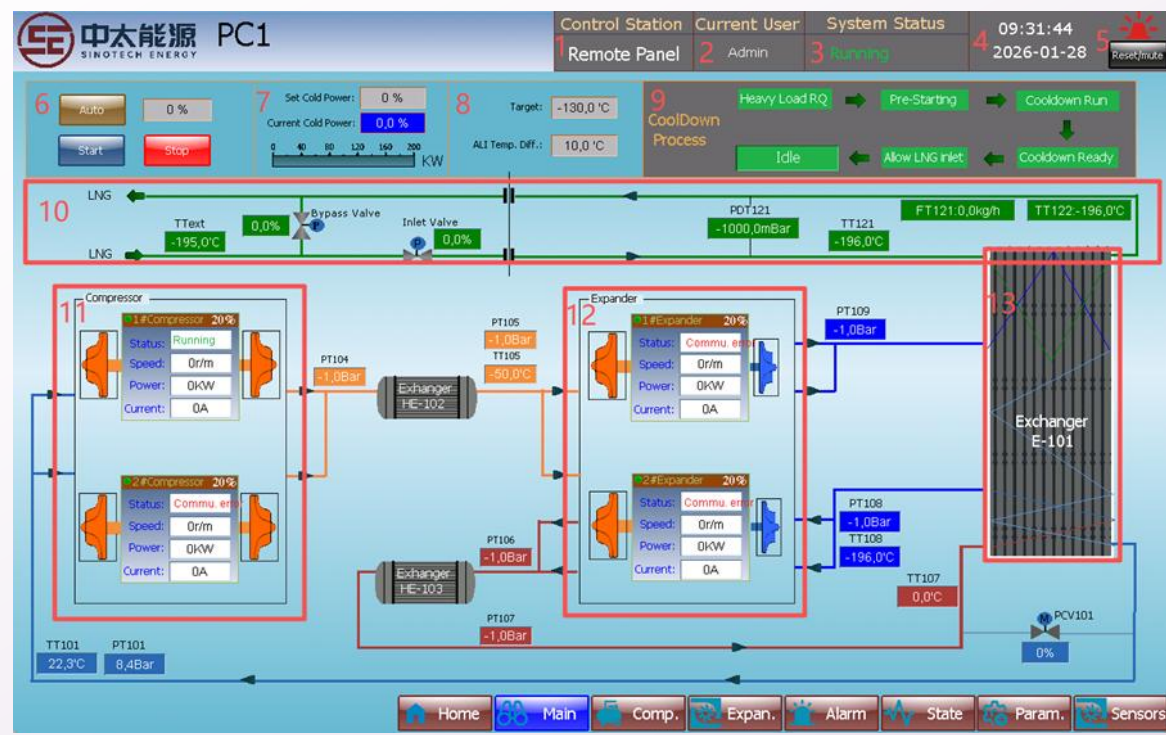 中太能源 PC1
SINOTECH ENERGY
Control Station Current User System Status
1 Remote Panel 2 Admin 3 Running
4 09:31:44
2026-01-28
5 Reset/mute
6 Auto 0 %
Start Stop
7 Set Cold Power: 0 %
Current Cold Power: 0,0 %
0 40 80 120 160 200 KW
8 Target: -130,0 'C
ALI Temp. Diff.: 10,0 'C
9 CoolDown Process
Heavy Load RQ Pre-Starting Cooldown Run
Idle Allow LNG inlet Cooldown Ready
10
LNG
TText
-195,0'C
0,0% Bypass Valve
Inlet Valve
0,0%
LNG
PDT121
-1000,0mBar
TT121
-196,0'C
FT121:0,0kg/h TT122:-196,0'C
11 Compressor
1#Compressor 20%
Status: Running
Speed: 0r/m
Power: 0KW
Current: 0A
2#Compressor 20%
Status: Commu. error
Speed: 0r/m
Power: 0KW
Current: 0A
PT104
-1,0Bar
Exhanger
HE-102
PT105
-1,0Bar
TT105
-50,0'C
12 Expander
1#Expander 20%
Status: Commu. error
Speed: 0r/m
Power: 0KW
Current: 0A
2#Expander 20%
Status: Commu. error
Speed: 0r/m
Power: 0KW
Current: 0A
PT109
-1,0Bar
13
Exchanger
E-101
PT108
-1,0Bar
TT108
-196,0'C
PT106
-1,0Bar
Exhanger
HE-103
PT107
-1,0Bar
TT107
0,0'C
M PCV101
0%
TT101 PT101
22,3'C 8,4Bar
Home Main Comp. Expan. Alarm State Param. Sensors